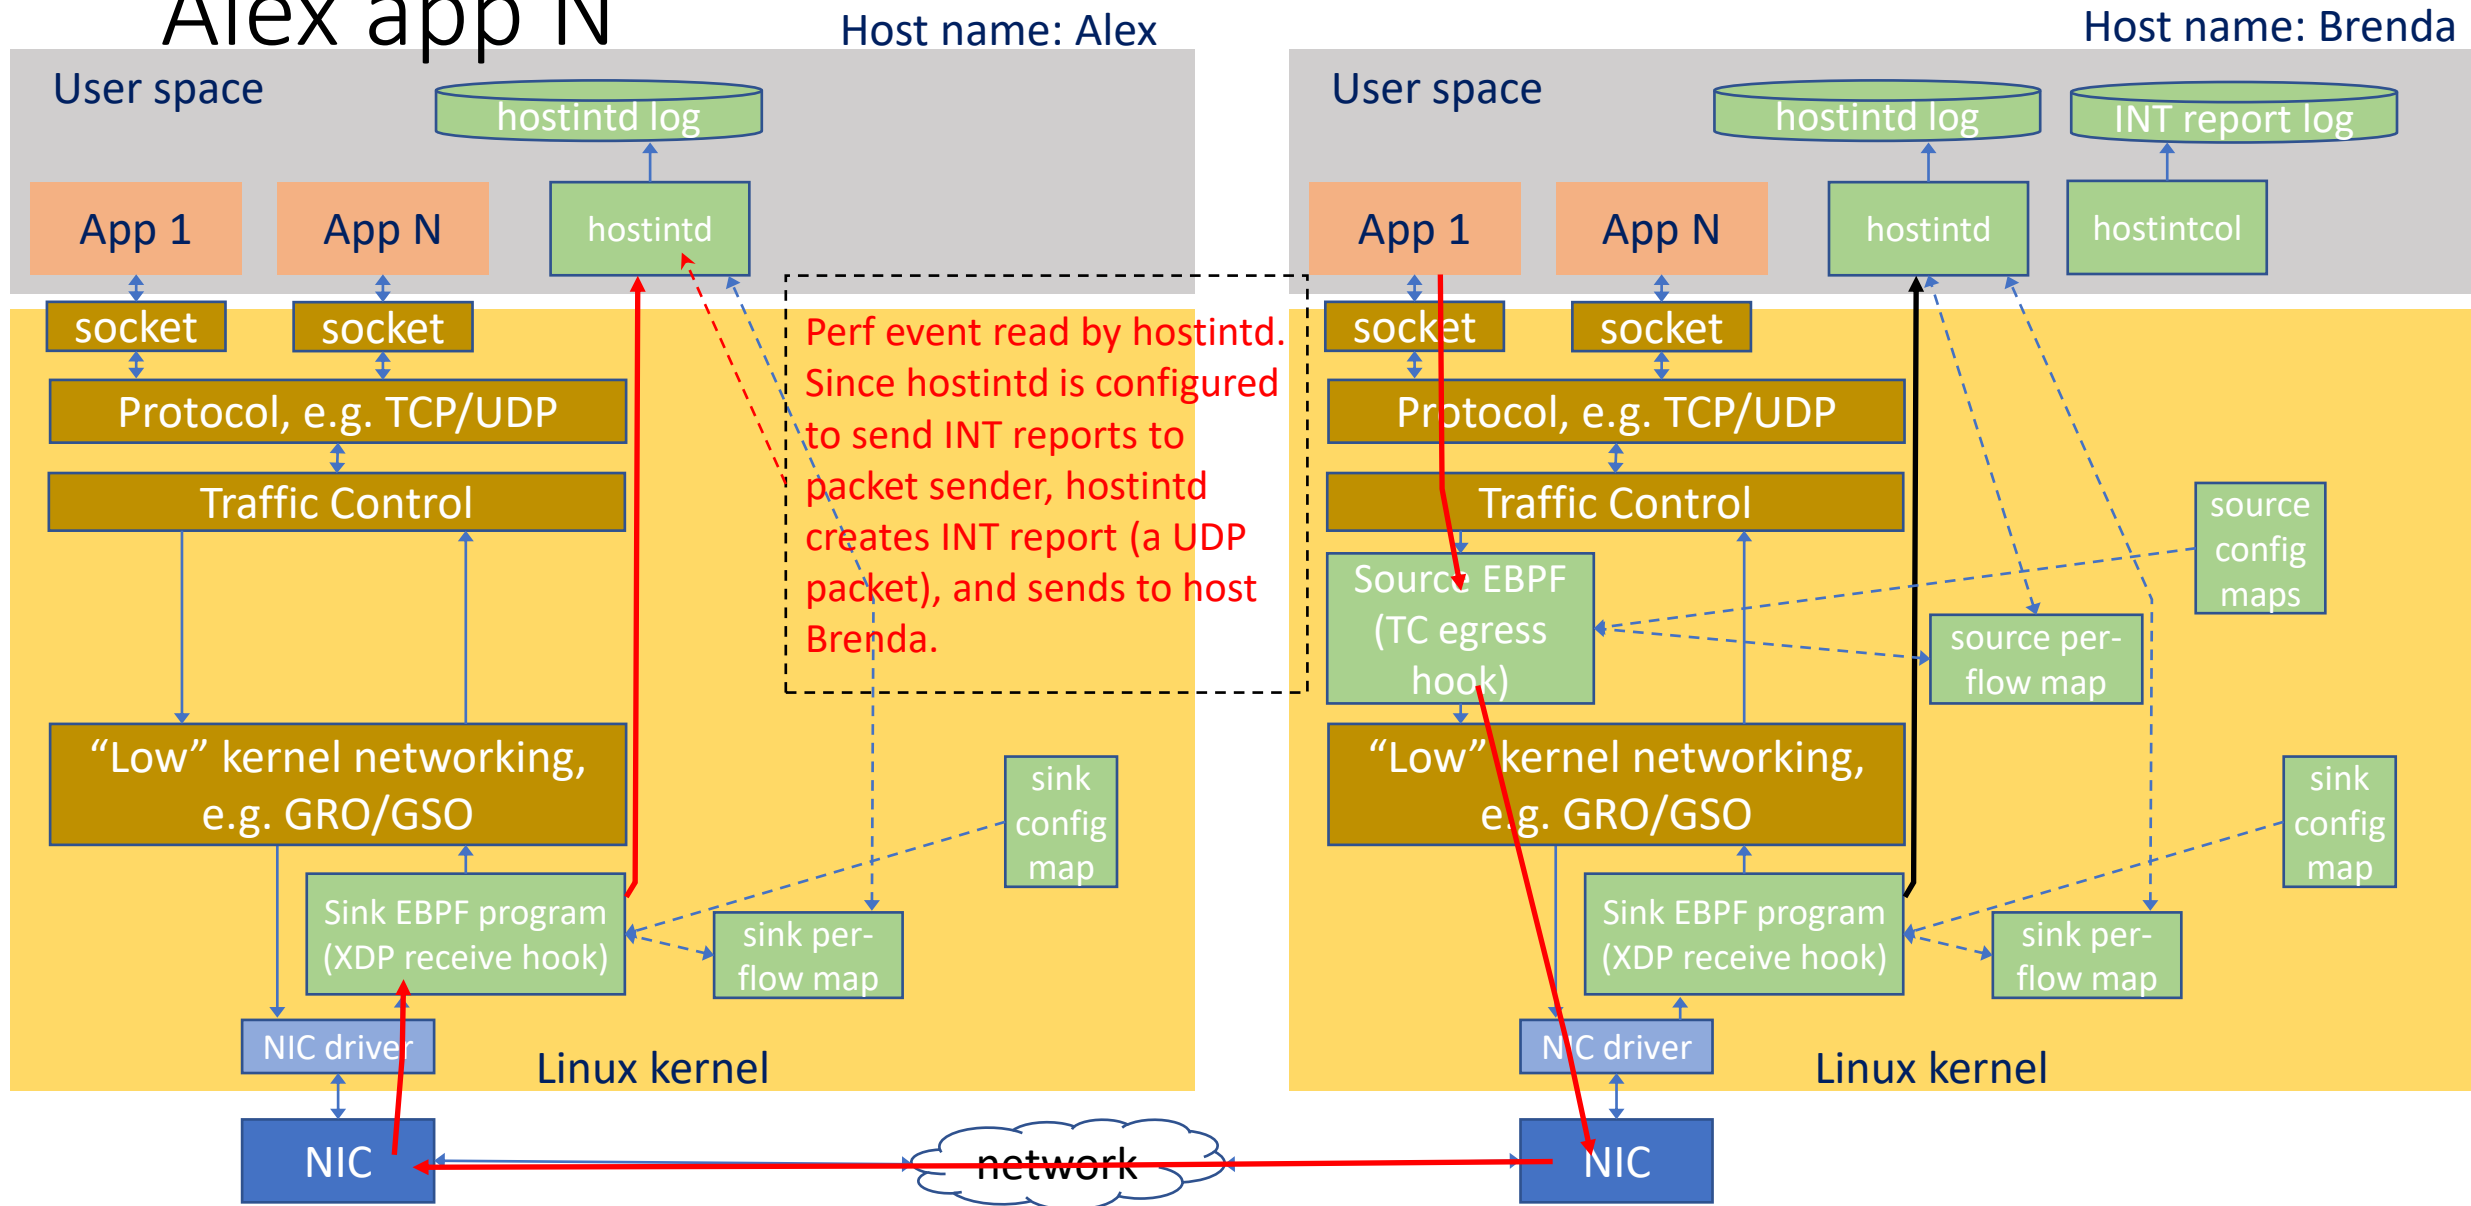 Alex app N
Host name: Alex
User space
hostintd log
App 1
App N
hostintd
socket
socket
Protocol, e.g. TCP/UDP
Traffic Control
Perf event read by hostintd.
Since hostintd is configured
to send INT reports to
packet sender, hostintd
creates INT report (a UDP
packet), and sends to host
Brenda.
“Low” kernel networking,
e.g. GRO/GSO
sink
config
map
Sink EBPF program
(XDP receive hook)
sink per-
flow map
NIC driver
Linux kernel
NIC
network
Host name: Brenda
User space
hostintd log
INT report log
App 1
App N
hostintd
hostintcol
socket
socket
Protocol, e.g. TCP/UDP
Traffic Control
source
config
maps
Source EBPF
(TC egress
hook)
source per-
flow map
“Low” kernel networking,
e.g. GRO/GSO
sink
config
map
Sink EBPF program
(XDP receive hook)
sink per-
flow map
NIC driver
Linux kernel
NIC